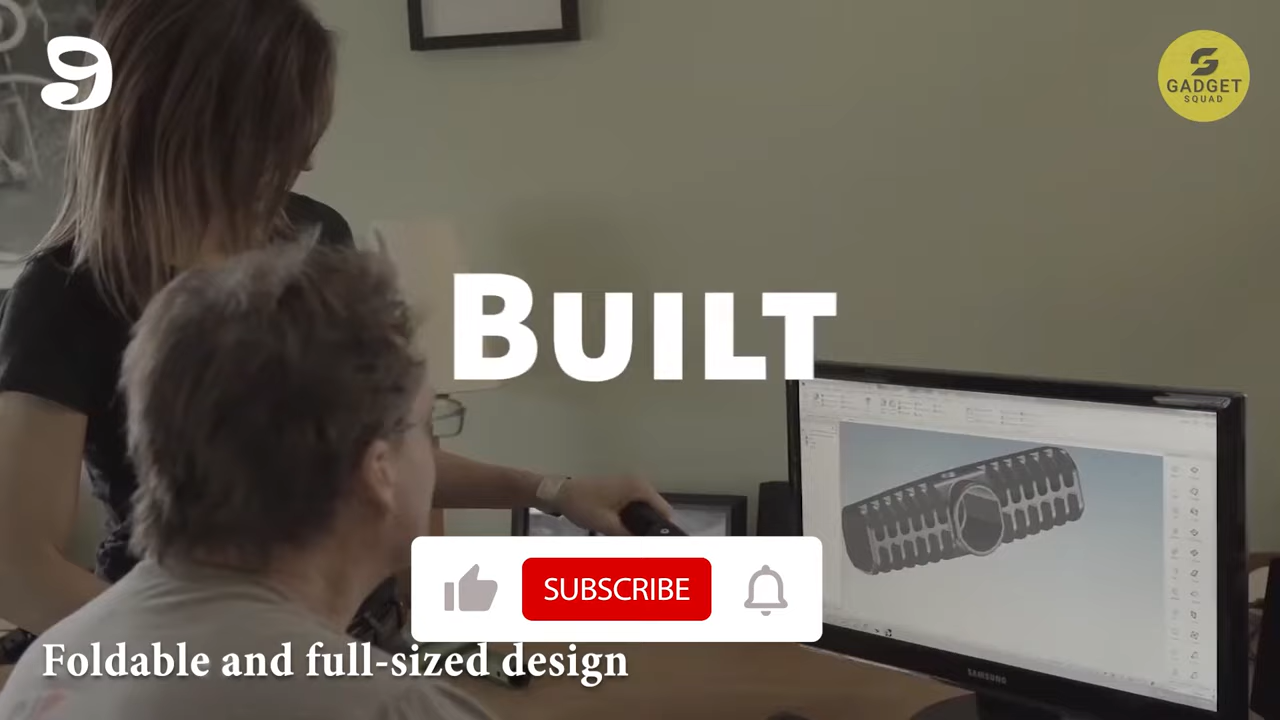 9
GADGET
SQUAD
BUILT
SUBSCRIBE
Foldable and full-sized design
SAMSUNG